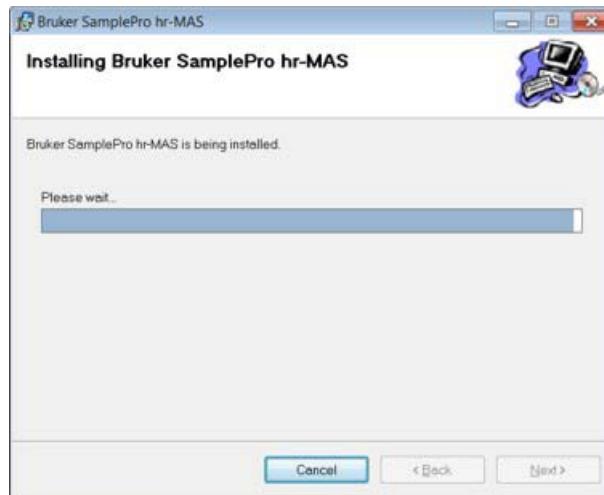 Bruker SamplePro hr-MAS
Installing Bruker SamplePro hr-MAS
Bruker SamplePro hr-MAS is being installed.
Please wait...
Cancel
< Back
Next >